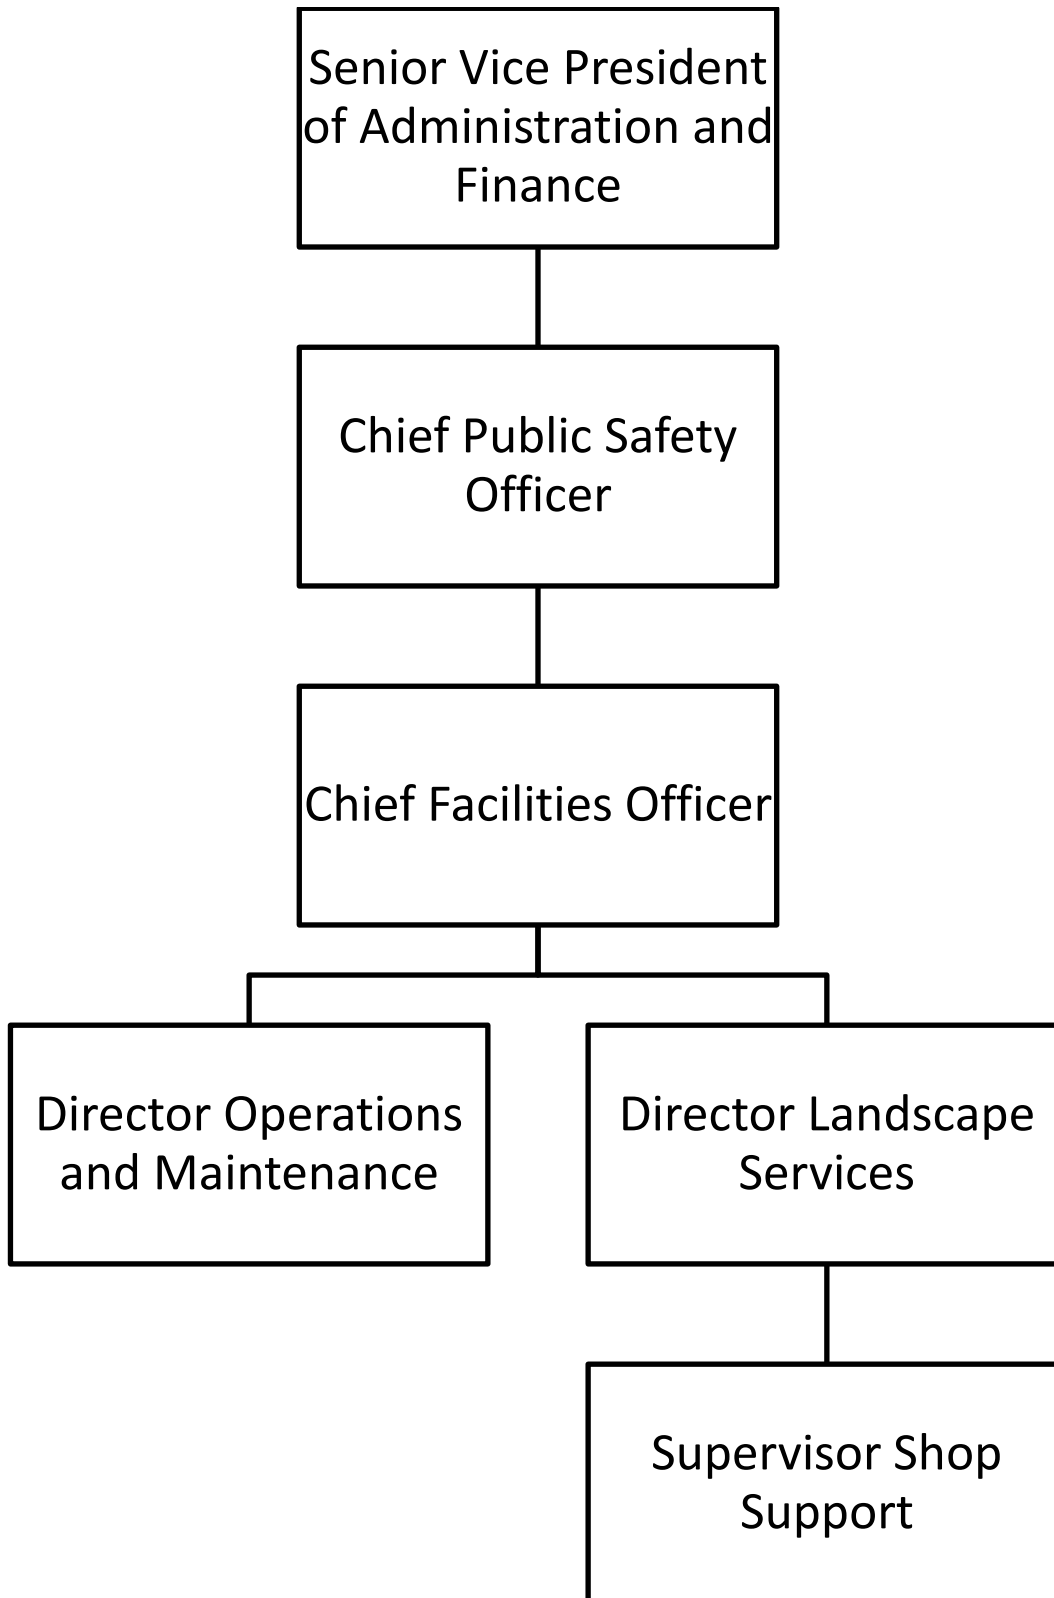 Senior Vice President
of Administration and
Finance
Chief Public Safety
Officer
Chief Facilities Officer
Director Operations
and Maintenance
Director Landscape
Services
Supervisor Shop
Support